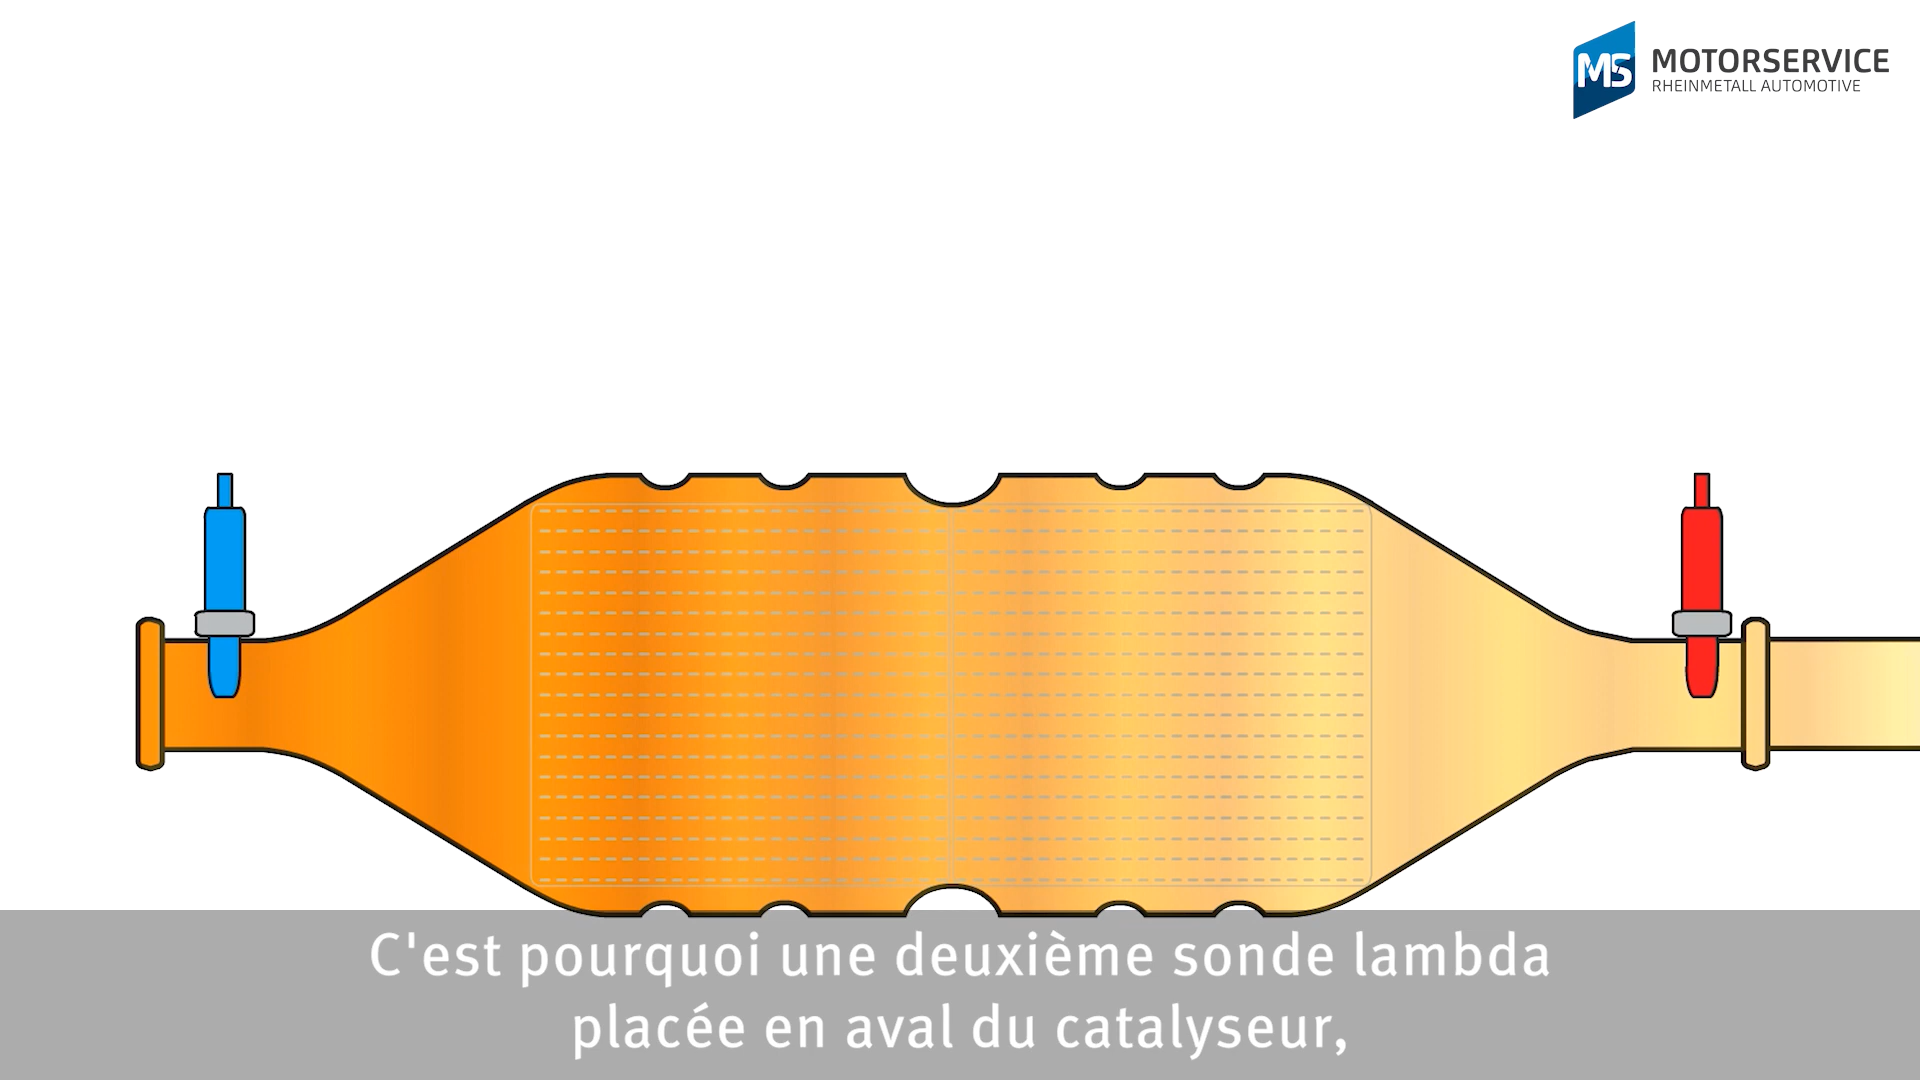 MS MOTORSERVICE
RHEINMETALL AUTOMOTIVE
C'est pourquoi une deuxième sonde lambda
placée en aval du catalyseur,